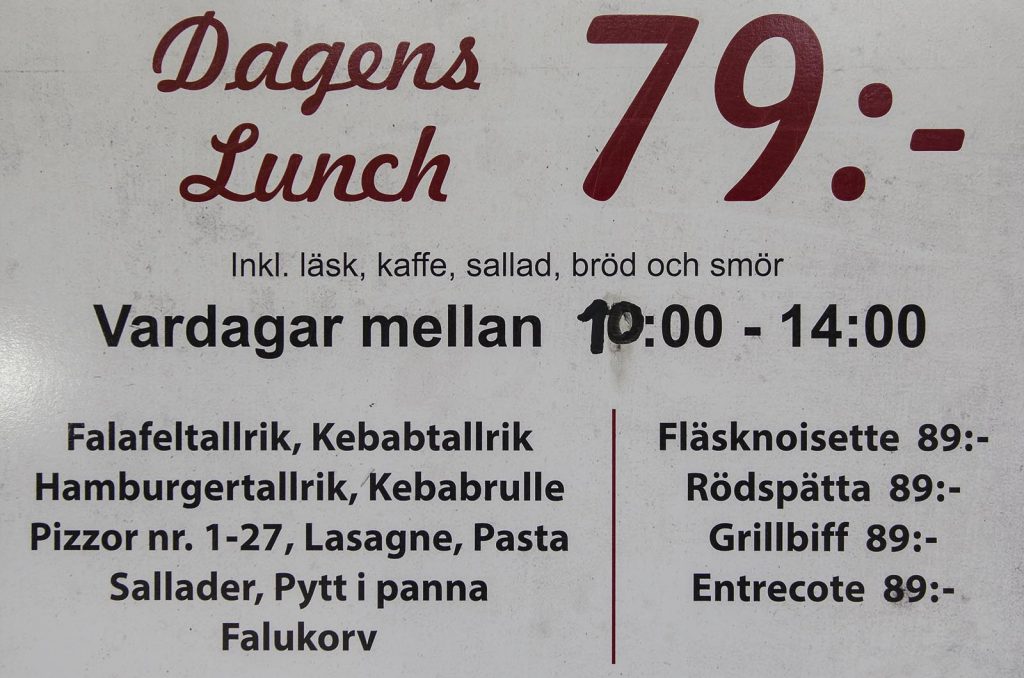 Dagens
Lunch
79:-
Inkl. läsk, kaffe, sallad, bröd och smör
Vardagar mellan 10:00 - 14:00
Falafeltallrik, Kebabtallrik
Hamburgertallrik, Kebabrulle
Pizzor nr. 1-27, Lasagne, Pasta
Sallader, Pytt i panna
Falukorv
Fläsknoisette 89:-
Rödspätta 89:-
Grillbiff 89:-
Entrecote 89:-